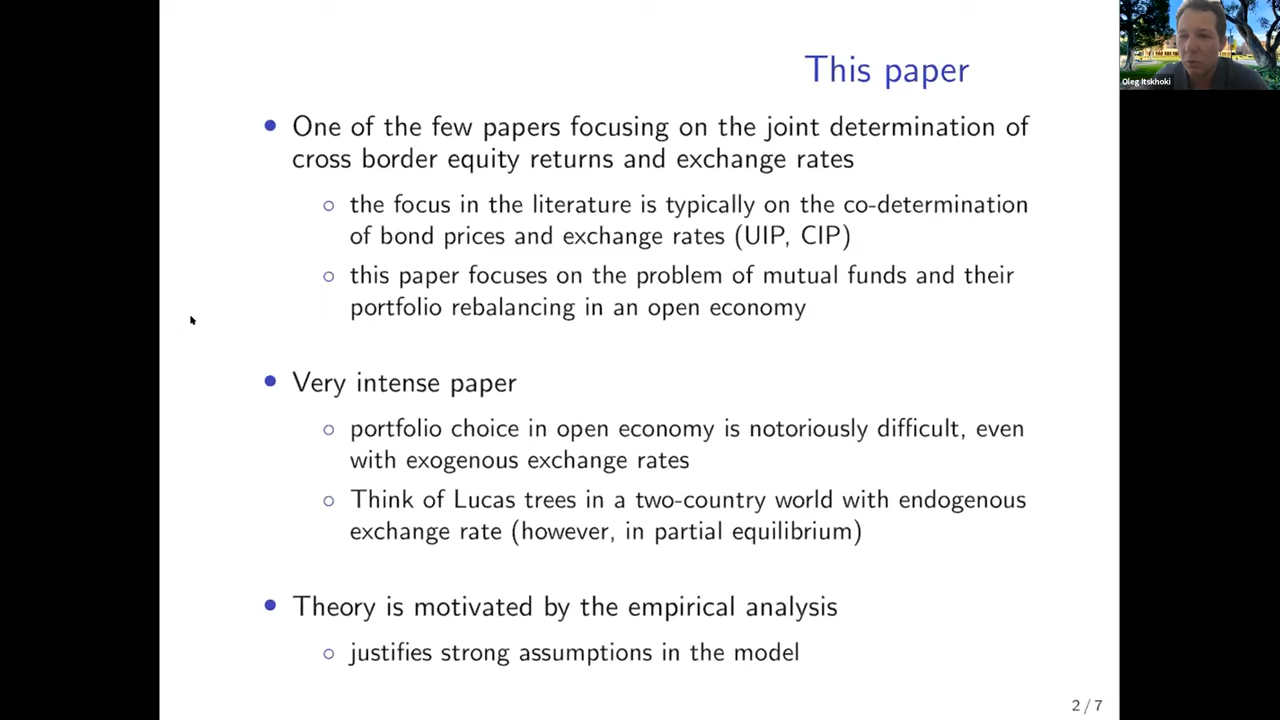 This paper
Oleg Itskhoki
• One of the few papers focusing on the joint determination of
cross border equity returns and exchange rates
○ the focus in the literature is typically on the co-determination
of bond prices and exchange rates (UIP, CIP)
○ this paper focuses on the problem of mutual funds and their
portfolio rebalancing in an open economy
• Very intense paper
○ portfolio choice in open economy is notoriously difficult, even
with exogenous exchange rates
○ Think of Lucas trees in a two-country world with endogenous
exchange rate (however, in partial equilibrium)
• Theory is motivated by the empirical analysis
○ justifies strong assumptions in the model
2 / 7